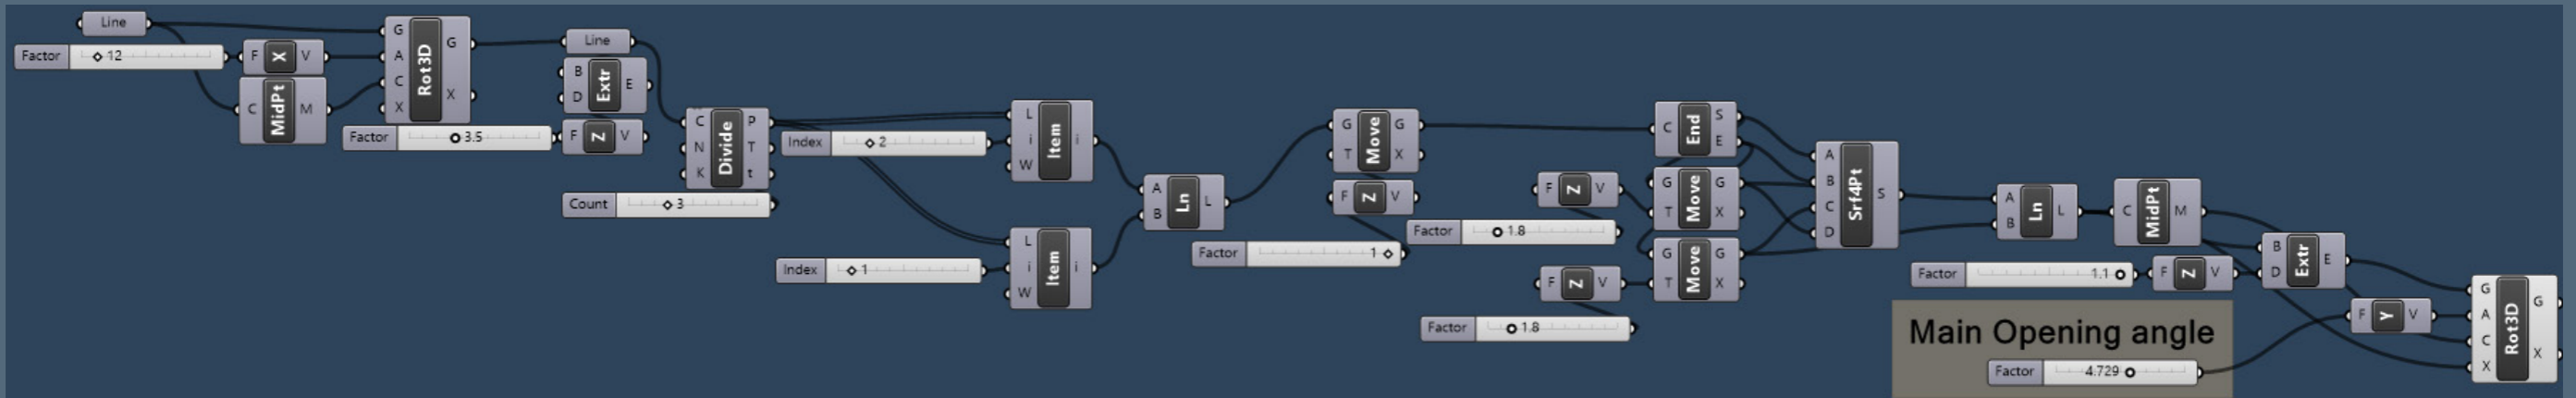 Line
Factor 12
F X V
C MidPt M
G A C X Rot3D G X
Line
B D Extr E
Factor 3.5
F Z V
C N K Divide P T t
Count 3
Index 2
L i W Item i
Index 1
L i W Item i
A B Ln L
G T Move G X
F Z V
Factor 1
F Z V
Factor 1.8
F Z V
Factor 1.8
C End S E
G T Move G X
G T Move G X
A B C D Srf4Pt S
A B Ln L
C MidPt M
Factor 1.1
F Z V
B D Extr E
Main Opening angle
Factor 4.729
F Y V
G A C X Rot3D G X